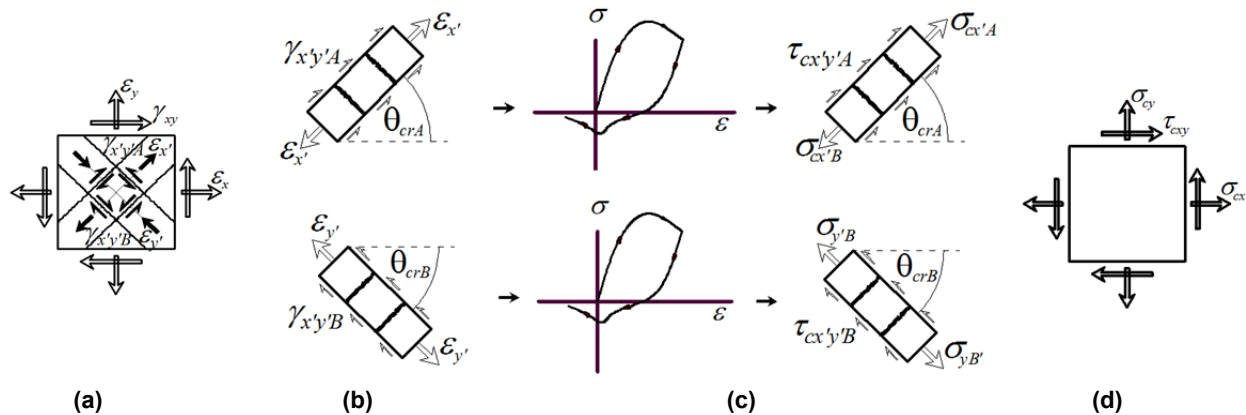 ε_y
γ_xy
γ_x'y'A
ε_x'
ε_x
γ_x'y'B
ε_y'
(a)
ε_x'
γ_x'y'A
θ_crA
ε_x'
ε_y'
θ_crB
γ_x'y'B
ε_y'
(b)
σ
ε
σ
ε
σ_cx'A
τ_cx'y'A
θ_crA
σ_cx'B
σ_y'B
θ_crB
τ_cx'y'B
σ_yB'
(c)
σ_cy
τ_cxy
σ_cx
(d)